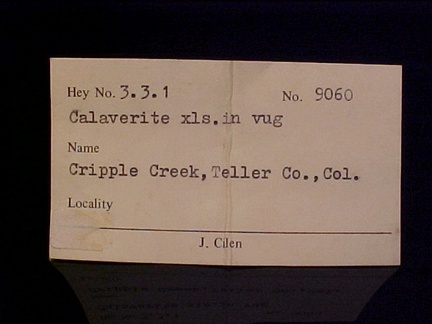 Hey No. 3.3.1 No. 9060
Calaverite xls. in vug
Name
Cripple Creek, Teller Co., Col.
Locality
J. Cilen